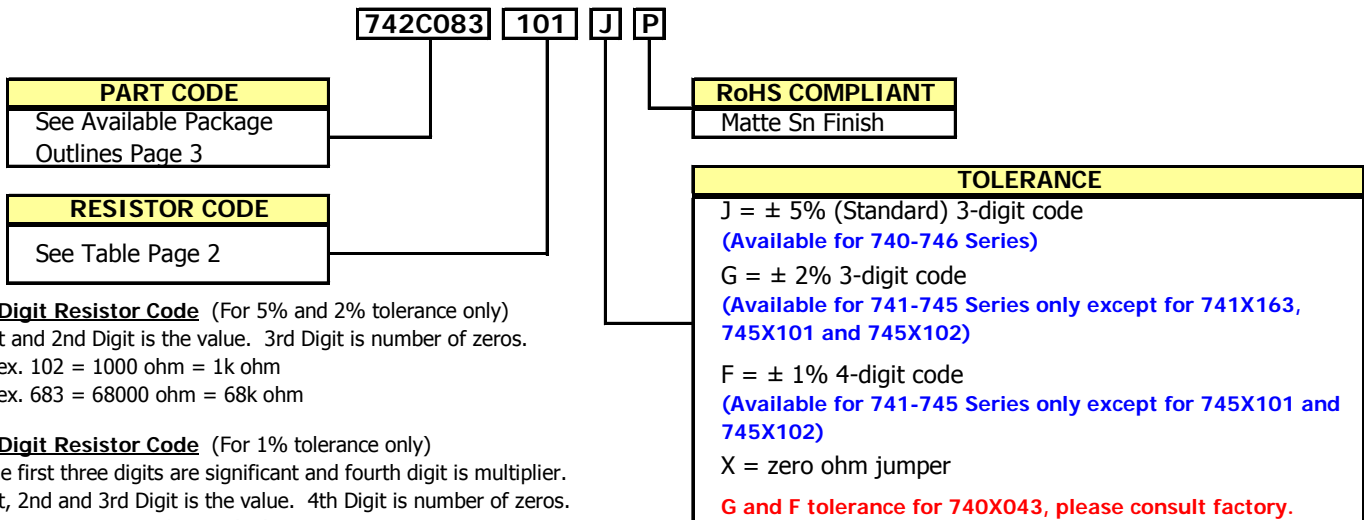 742C083 101 J P
PART CODE
See Available Package
Outlines Page 3
RESISTOR CODE
See Table Page 2
Digit Resistor Code (For 5% and 2% tolerance only)
and 2nd Digit is the value. 3rd Digit is number of zeros.
ex. 102 = 1000 ohm = 1k ohm
ex. 683 = 68000 ohm = 68k ohm
Digit Resistor Code (For 1% tolerance only)
first three digits are significant and fourth digit is multiplier.
2nd and 3rd Digit is the value. 4th Digit is number of zeros.
RoHS COMPLIANT
Matte Sn Finish
TOLERANCE
J = ± 5% (Standard) 3-digit code
(Available for 740-746 Series)
G = ± 2% 3-digit code
(Available for 741-745 Series only except for 741X163,
745X101 and 745X102)
F = ± 1% 4-digit code
(Available for 741-745 Series only except for 745X101 and
745X102)
X = zero ohm jumper
G and F tolerance for 740X043, please consult factory.